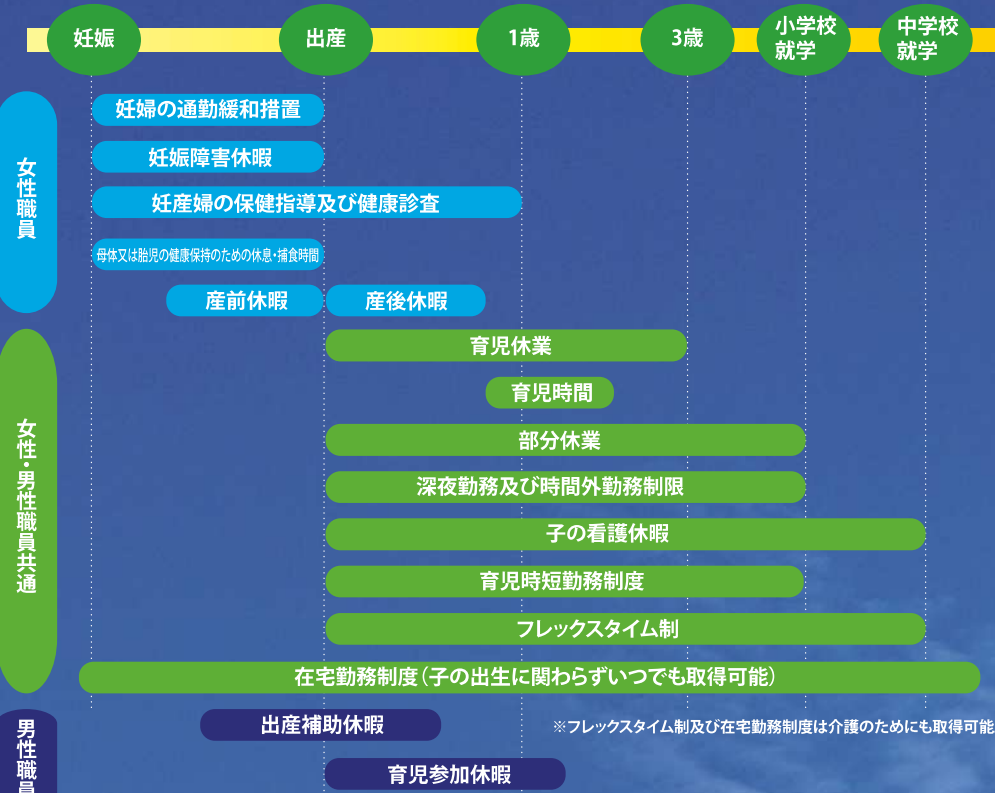 妊娠
出産
1歳
3歳
小学校
就学
中学校
就学
女性職員
妊婦の通勤緩和措置
妊娠障害休暇
妊産婦の保健指導及び健康診査
母体又は胎児の健康保持のための休息・捕食時間
産前休暇
産後休暇
女性・男性職員共通
育児休業
育児時間
部分休業
深夜勤務及び時間外勤務制限
子の看護休暇
育児時短勤務制度
フレックスタイム制
在宅勤務制度(子の出生に関わらずいつでも取得可能)
男性職員
出産補助休暇
※フレックスタイム制及び在宅勤務制度は介護のためにも取得可能
育児参加休暇